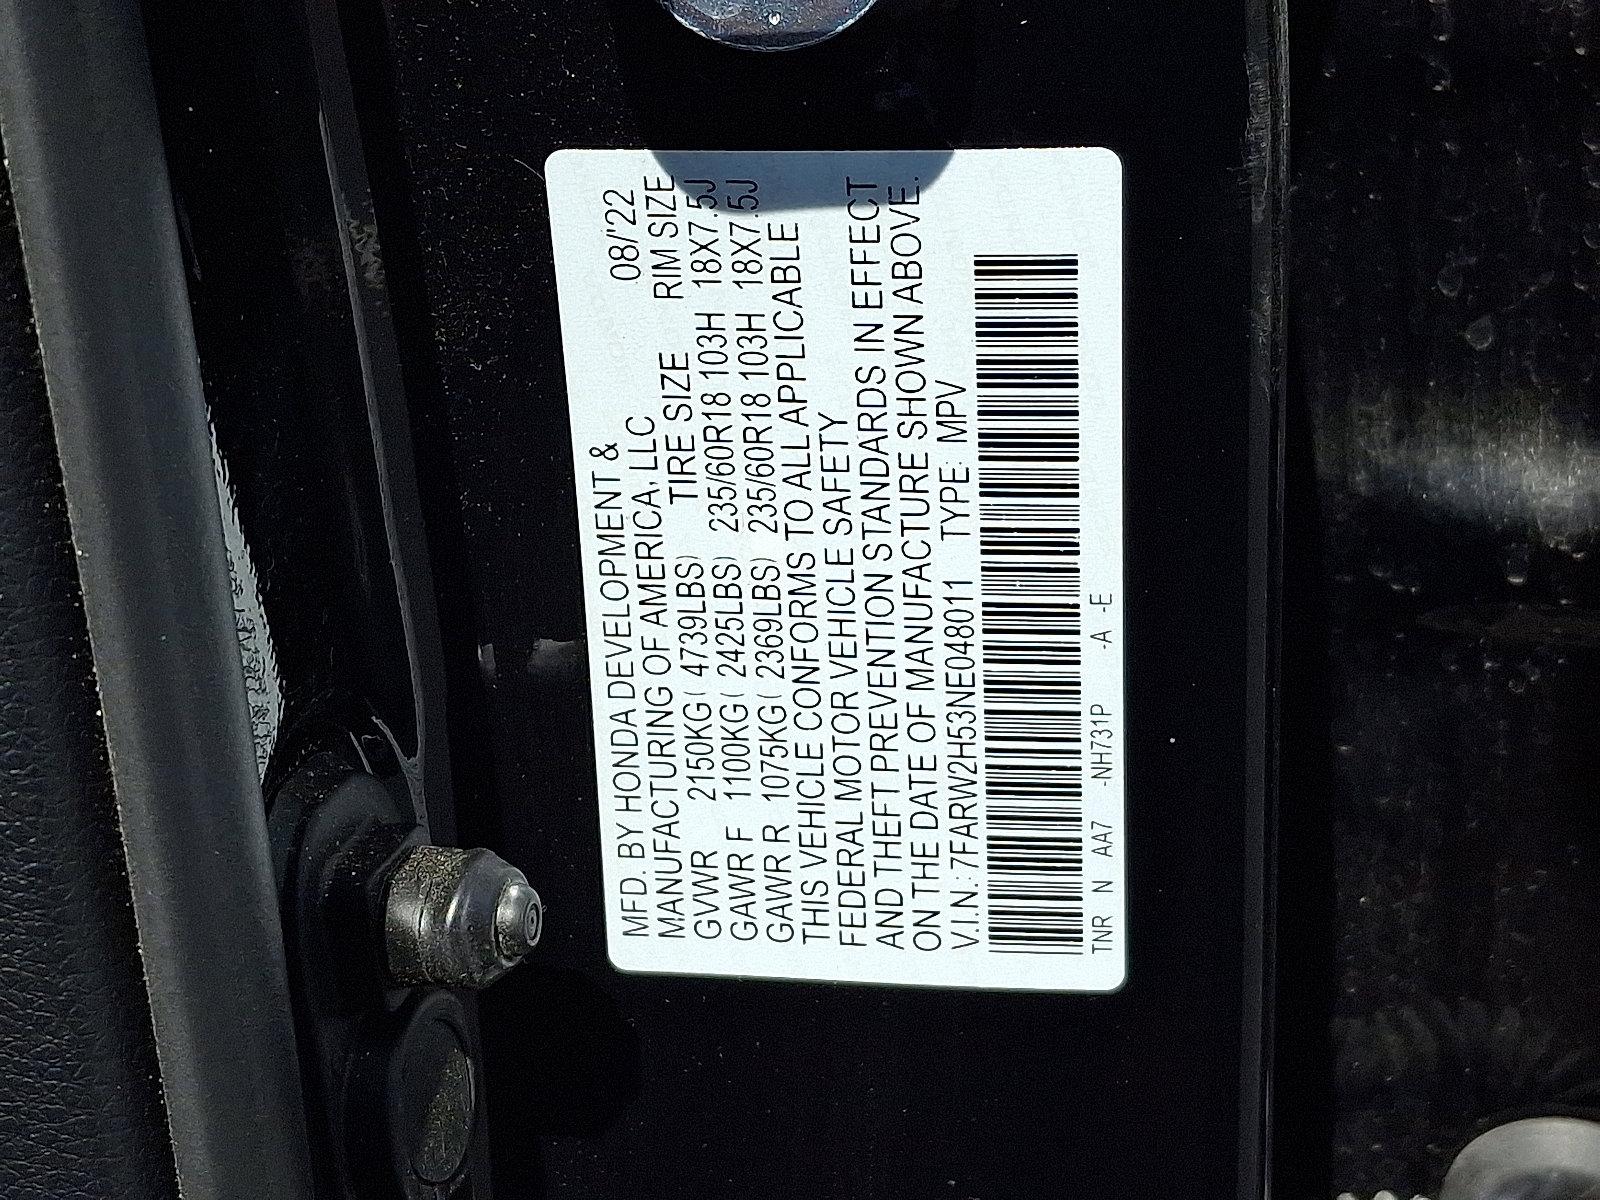 MFD. BY HONDA DEVELOPMENT & 08/'22
MANUFACTURING OF AMERICA, LLC
TIRE SIZE RIM SIZE
GVWR 2150KG ( 4739LBS)
GAWR F 1100KG ( 2425LBS) 235/60R18 103H 18X7.5J
GAWR R 1075KG ( 2369LBS) 235/60R18 103H 18X7.5J
THIS VEHICLE CONFORMS TO ALL APPLICABLE
FEDERAL MOTOR VEHICLE SAFETY
AND THEFT PREVENTION STANDARDS IN EFFECT
ON THE DATE OF MANUFACTURE SHOWN ABOVE.
V.I.N. 7FARW2H53NE048011 TYPE: MPV
TNR N AA7 -NH731P -A -E